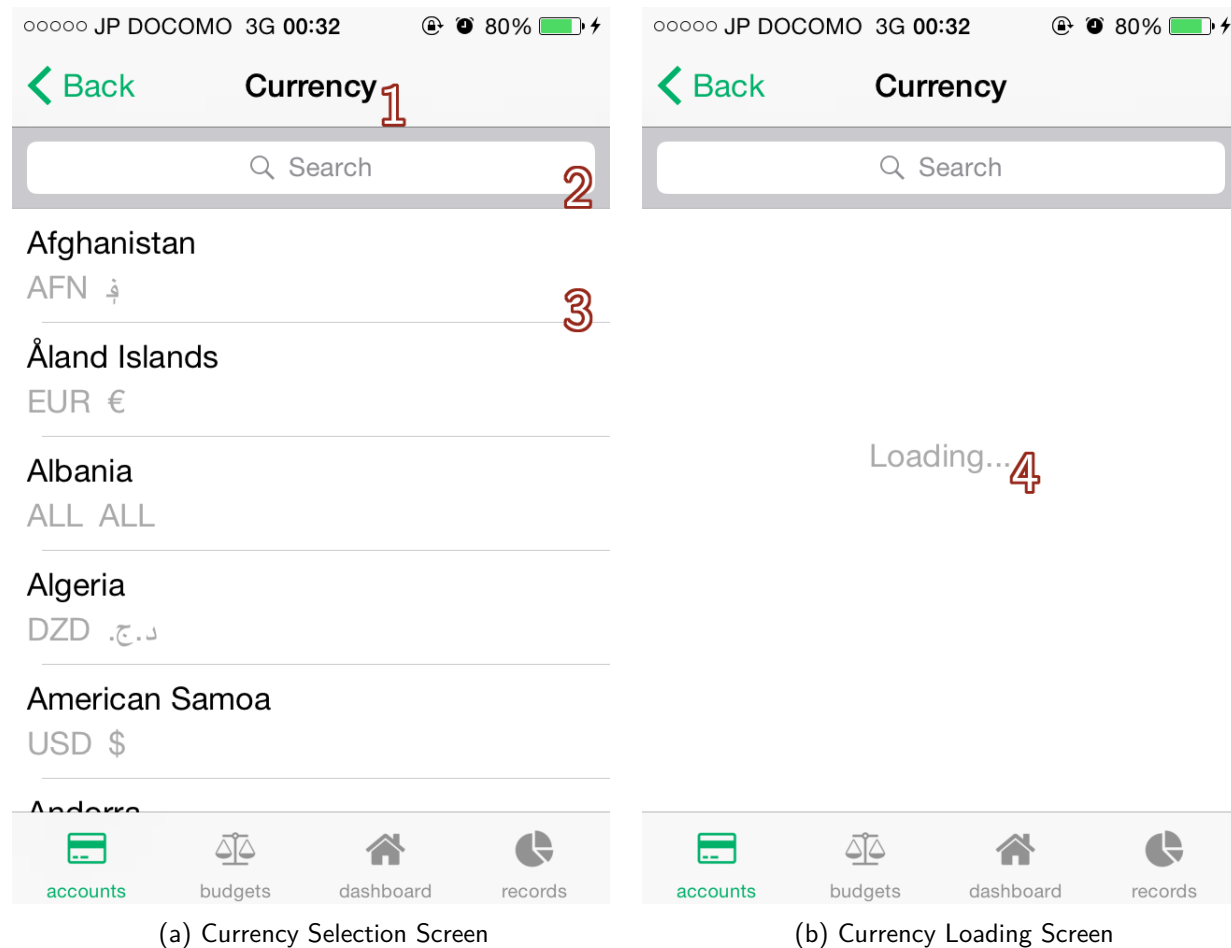 JP DOCOMO 3G 00:32 80%
Back Currency 1
Search 2
Afghanistan
AFN ؋
3
Åland Islands
EUR €
Albania
ALL ALL
Algeria
DZD د.ج.
American Samoa
USD $
Andorra
accounts budgets dashboard records
(a) Currency Selection Screen
JP DOCOMO 3G 00:32 80%
Back Currency
Search
Loading... 4
accounts budgets dashboard records
(b) Currency Loading Screen